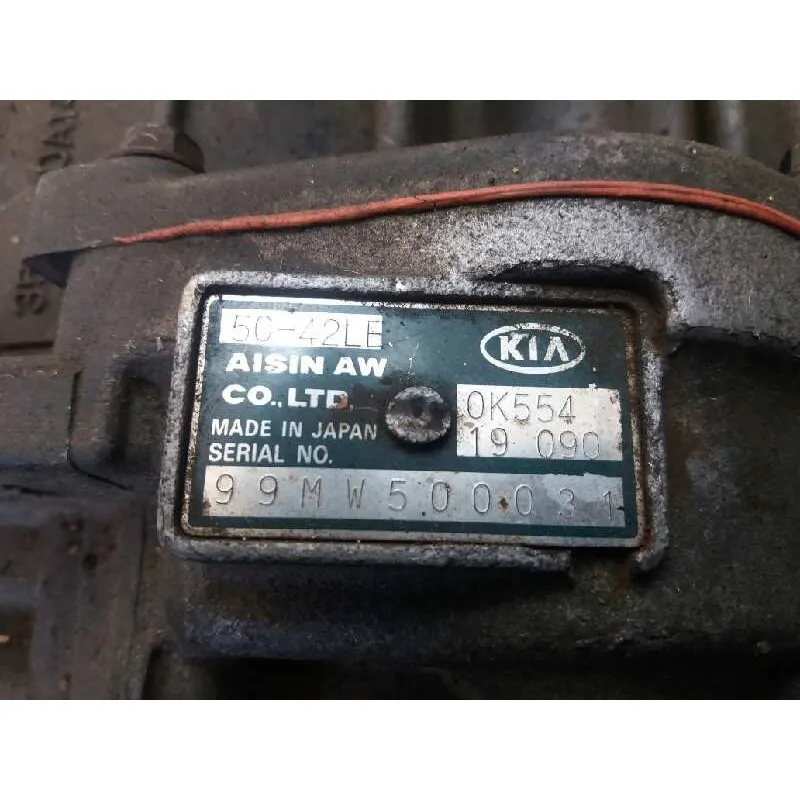 50-42LE
AISIN AW
CO., LTD.
MADE IN JAPAN
SERIAL NO.
KIA
0K554
19 090
99MW500031